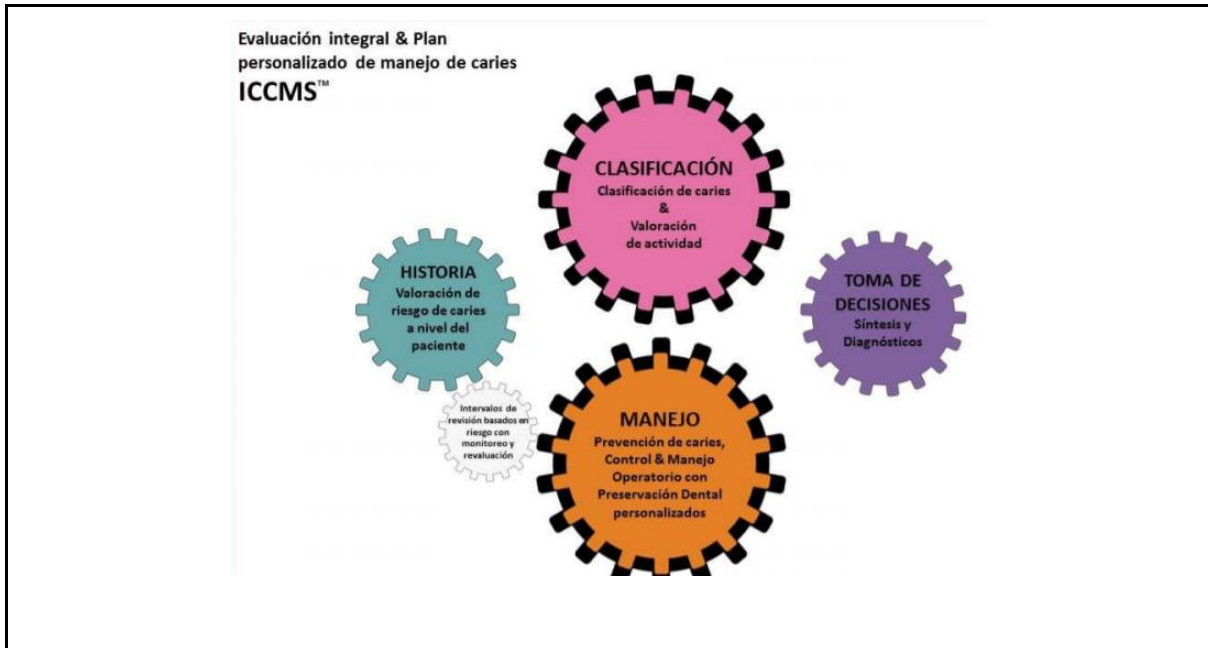 Evaluación integral & Plan
personalizado de manejo de caries
ICCMS™
CLASIFICACIÓN
Clasificación de caries
&
Valoración
de actividad
HISTORIA
Valoración de
riesgo de caries
a nivel del
paciente
TOMA DE
DECISIONES
Síntesis y
Diagnósticos
Intervalos de
revisión basados en
riesgo con
monitoreo y
revaluación
MANEJO
Prevención de caries,
Control & Manejo
Operatorio con
Preservación Dental
personalizados